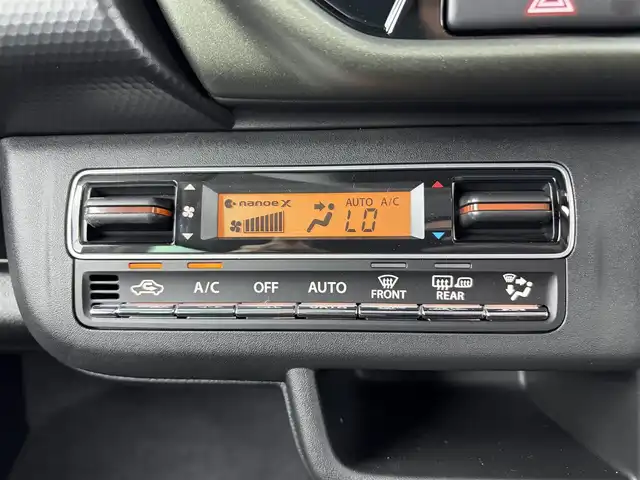 nanoe X AUTO A/C
LO
A/C OFF AUTO FRONT REAR